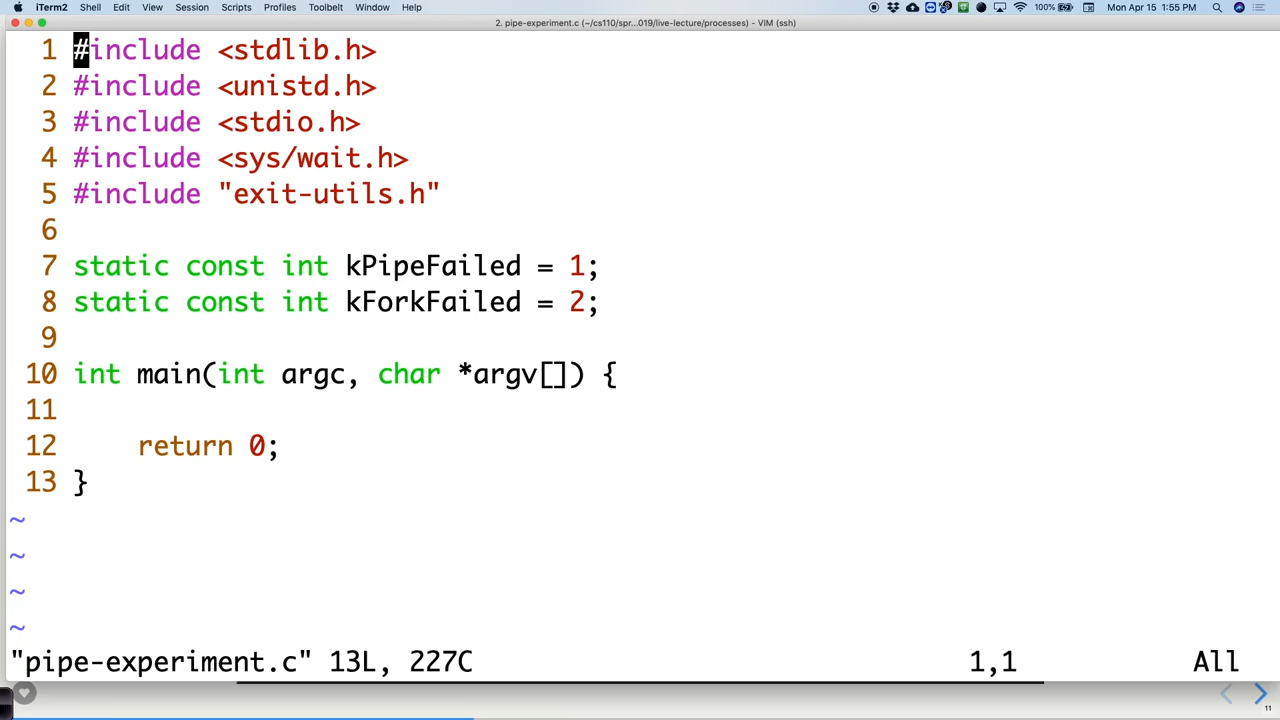 iTerm2 Shell Edit View Session Scripts Profiles Toolbelt Window Help 100% Mon Apr 15 1:55 PM
2. pipe-experiment.c (~/cs110/spr...019/live-lecture/processes) - VIM (ssh)
1 #include <stdlib.h>
2 #include <unistd.h>
3 #include <stdio.h>
4 #include <sys/wait.h>
5 #include "exit-utils.h"
6
7 static const int kPipeFailed = 1;
8 static const int kForkFailed = 2;
9
10 int main(int argc, char *argv[]) {
11
12     return 0;
13 }
~
~
~
~
"pipe-experiment.c" 13L, 227C 1,1 All
11